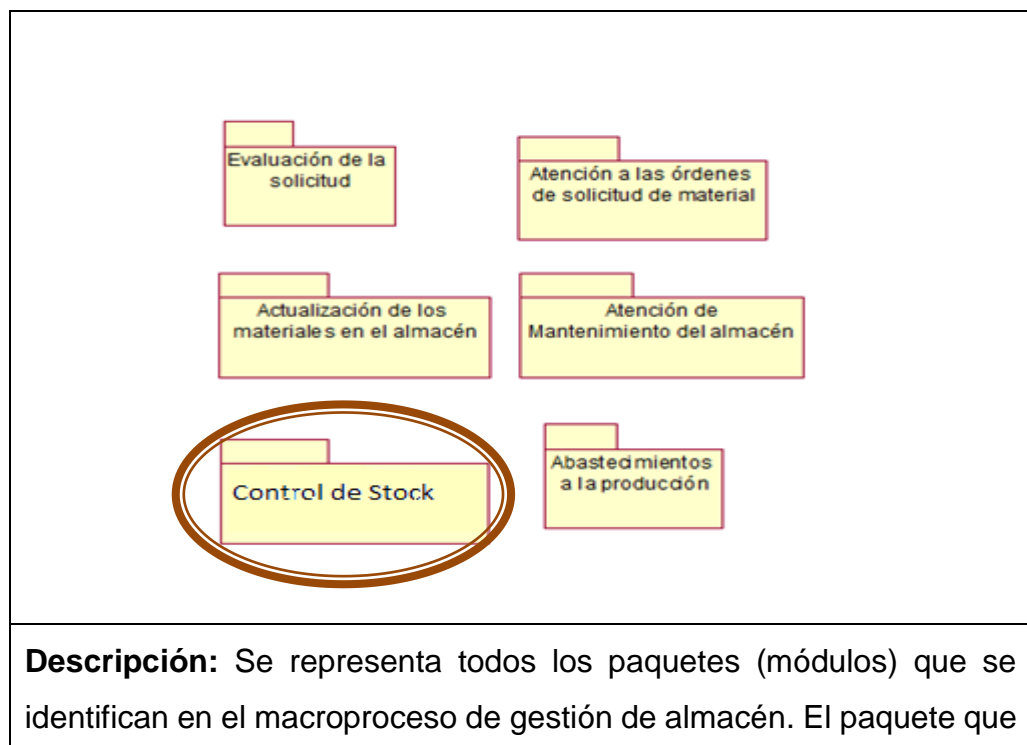 Evaluación de la
solicitud
Atención a las órdenes
de solicitud de material
Actualización de los
materiales en el almacén
Atención de
Mantenimiento del almacén
Control de Stock
Abastecimientos
a la producción
Descripción: Se representa todos los paquetes (módulos) que se
identifican en el macroproceso de gestión de almacén. El paquete que